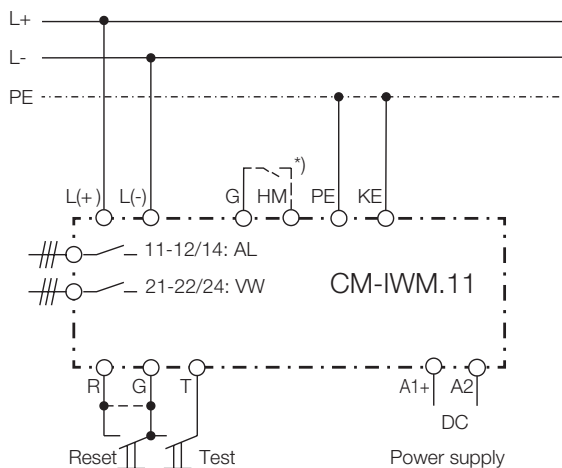 L+
L-
PE
*)
L(+) L(-) G HM PE KE
11-12/14: AL
21-22/24: VW
CM-IWM.11
R G T A1+ A2
DC
Reset Test Power supply